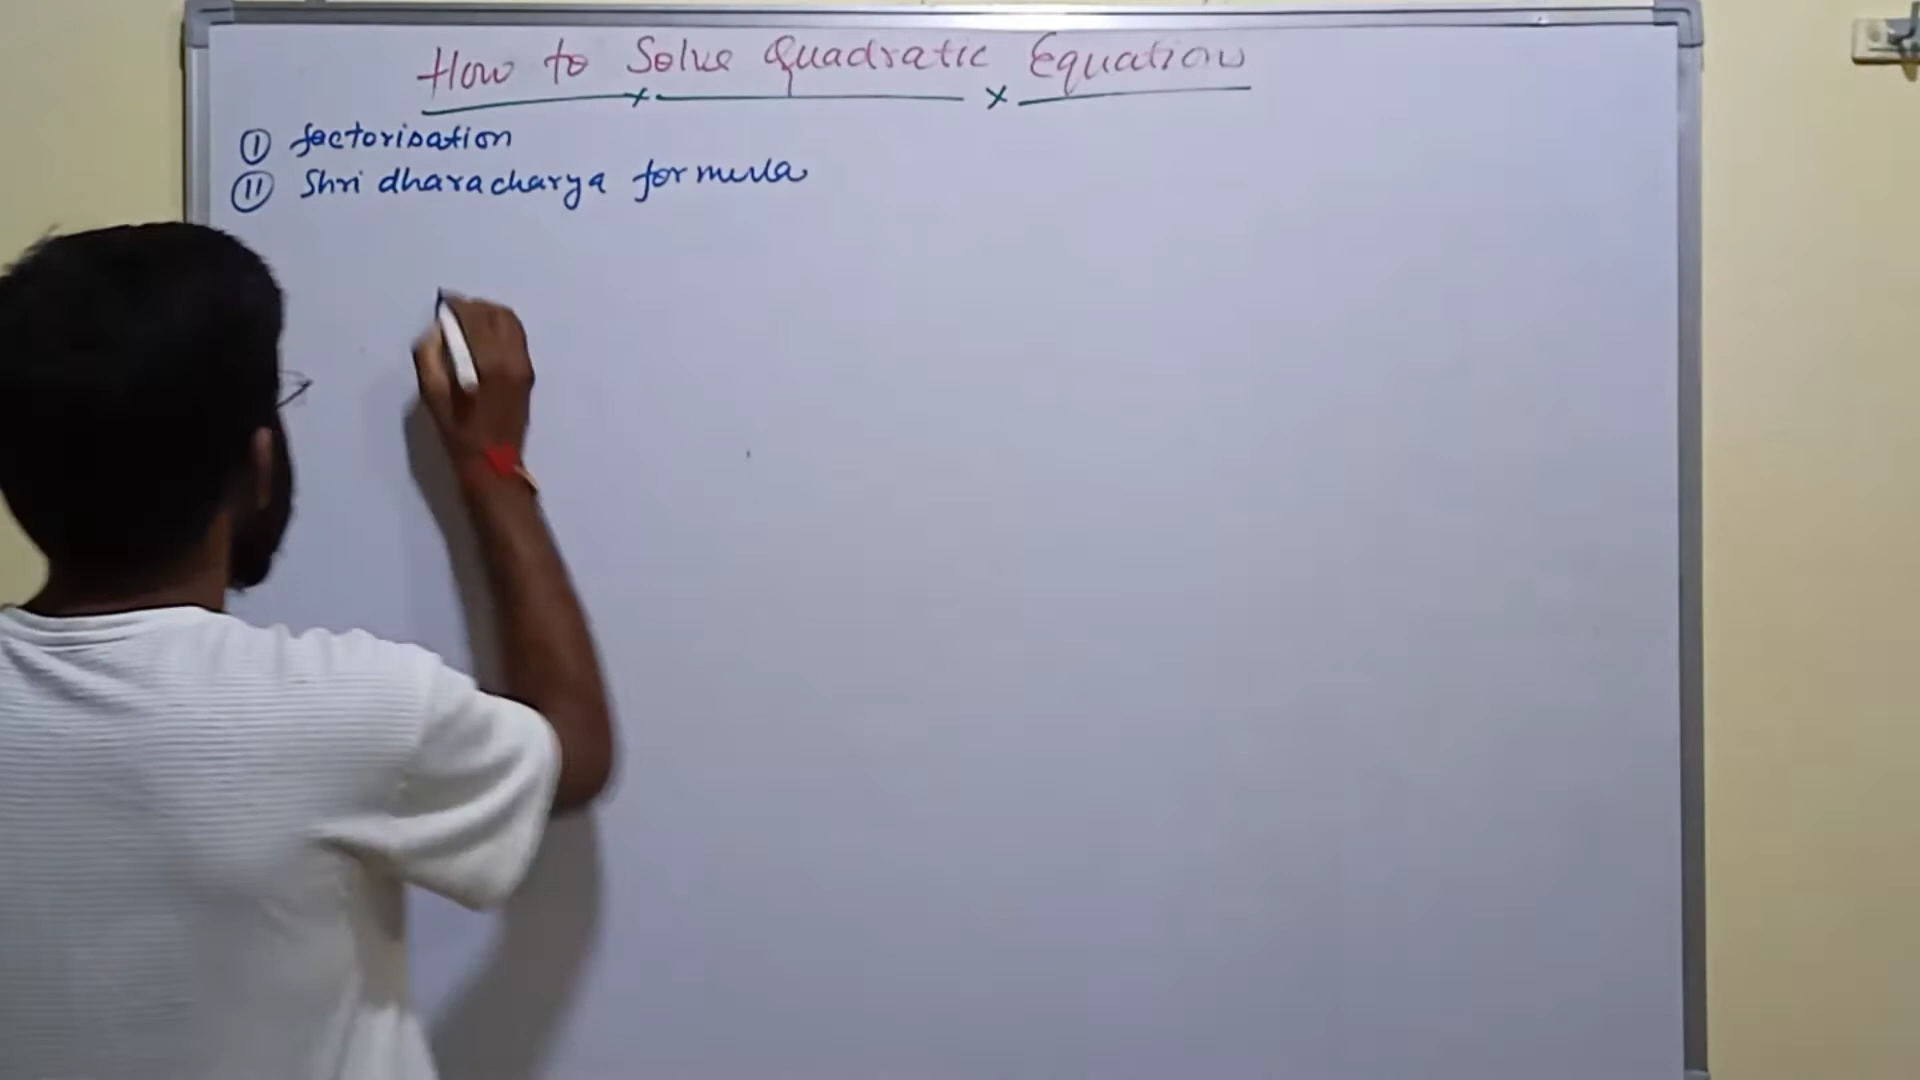 How to Solve Quadratic Equation
① factorisation
⑪ Shri dharacharya formula